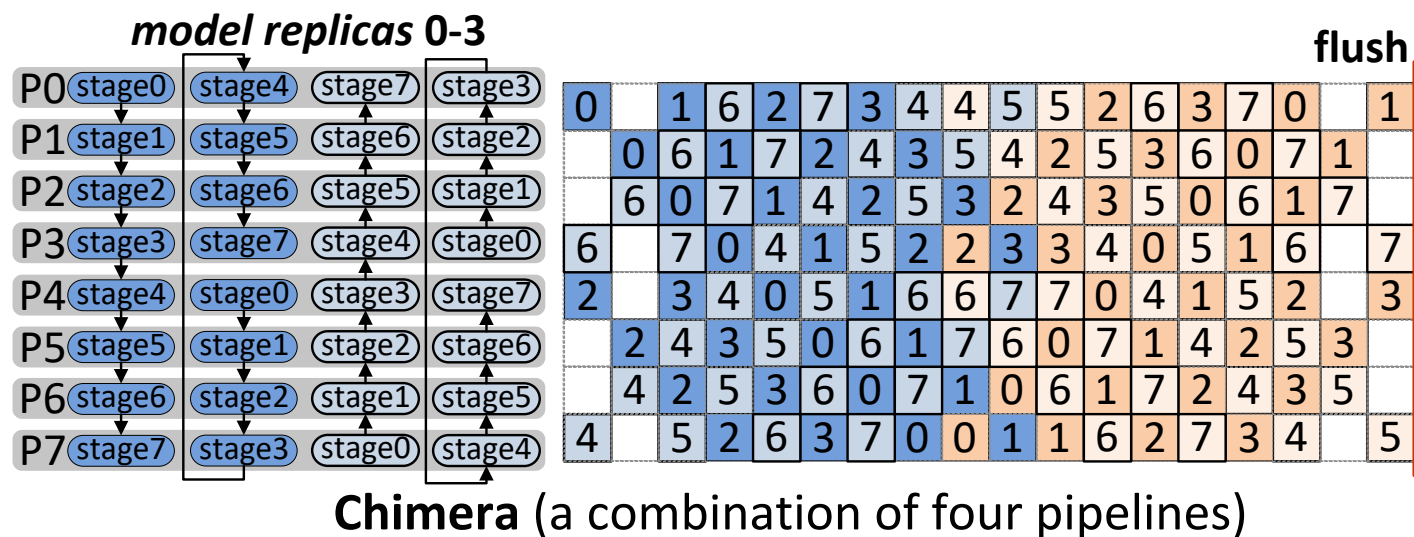 model replicas 0-3
flush
P0 stage0 stage4 stage7 stage3 0 1 6 2 7 3 4 4 5 5 2 6 3 7 0 1
P1 stage1 stage5 stage6 stage2 0 6 1 7 2 4 3 5 4 2 5 3 6 0 7 1
P2 stage2 stage6 stage5 stage1 6 0 7 1 4 2 5 3 2 4 3 5 0 6 1 7
P3 stage3 stage7 stage4 stage0 6 7 0 4 1 5 2 2 3 3 4 0 5 1 6 7
P4 stage4 stage0 stage3 stage7 2 3 4 0 5 1 6 6 7 7 0 4 1 5 2 3
P5 stage5 stage1 stage2 stage6 2 4 3 5 0 6 1 7 6 0 7 1 4 2 5 3
P6 stage6 stage2 stage1 stage5 4 2 5 3 6 0 7 1 0 6 1 7 2 4 3 5
P7 stage7 stage3 stage0 stage4 4 5 2 6 3 7 0 0 1 1 6 2 7 3 4 5
Chimera (a combination of four pipelines)